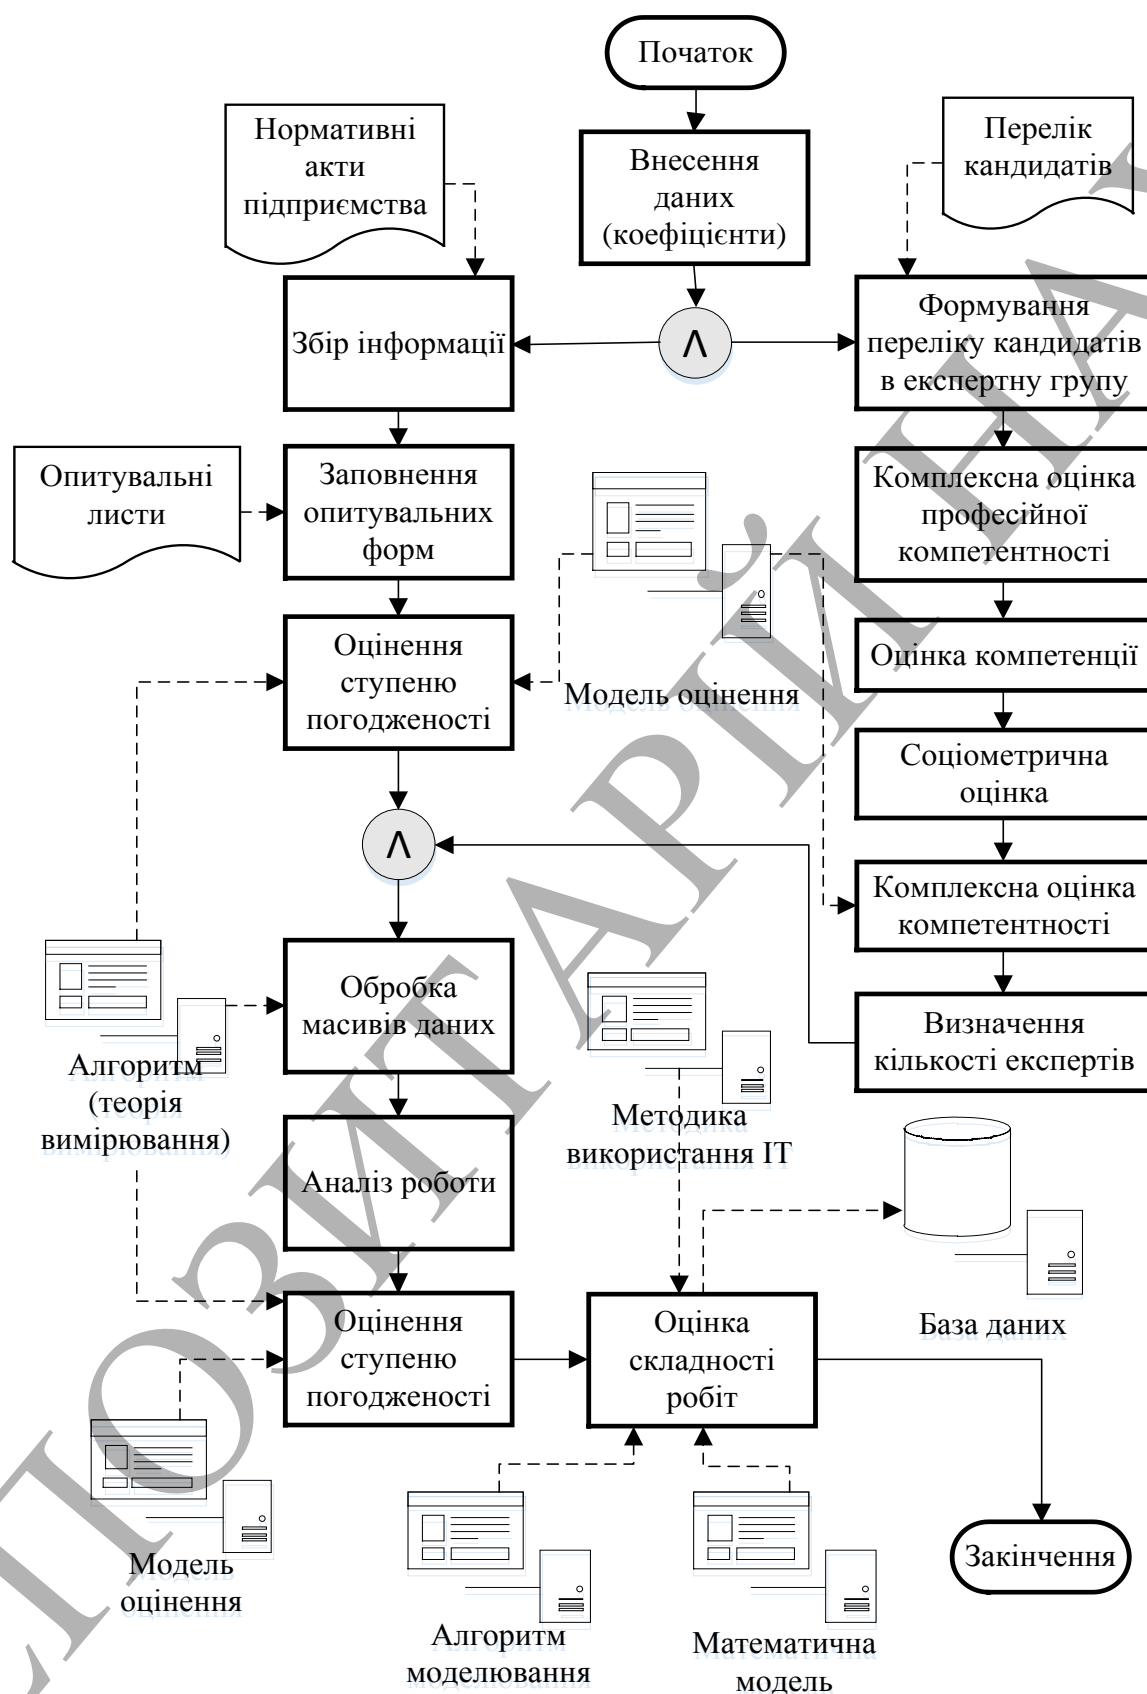 Початок
Нормативні
акти
підприємства
Внесення
даних
(коефіцієнти)
Перелік
кандидатів
Збір інформації
Λ
Формування
переліку кандидатів
в експертну групу
Опитувальні
листи
Заповнення
опитувальних
форм
Комплексна оцінка
професійної
компетентності
Оцінення
ступеню
погодженості
Модель оцінення
Оцінка компетенції
Соціометрична
оцінка
Λ
Комплексна оцінка
компетентності
Обробка
масивів даних
Визначення
кількості експертів
Алгоритм
(теорія
вимірювання)
Методика
використання ІТ
Аналіз роботи
База даних
Оцінення
ступеню
погодженості
Оцінка
складності
робіт
Модель
оцінення
Закінчення
Алгоритм
моделювання
Математична
модель